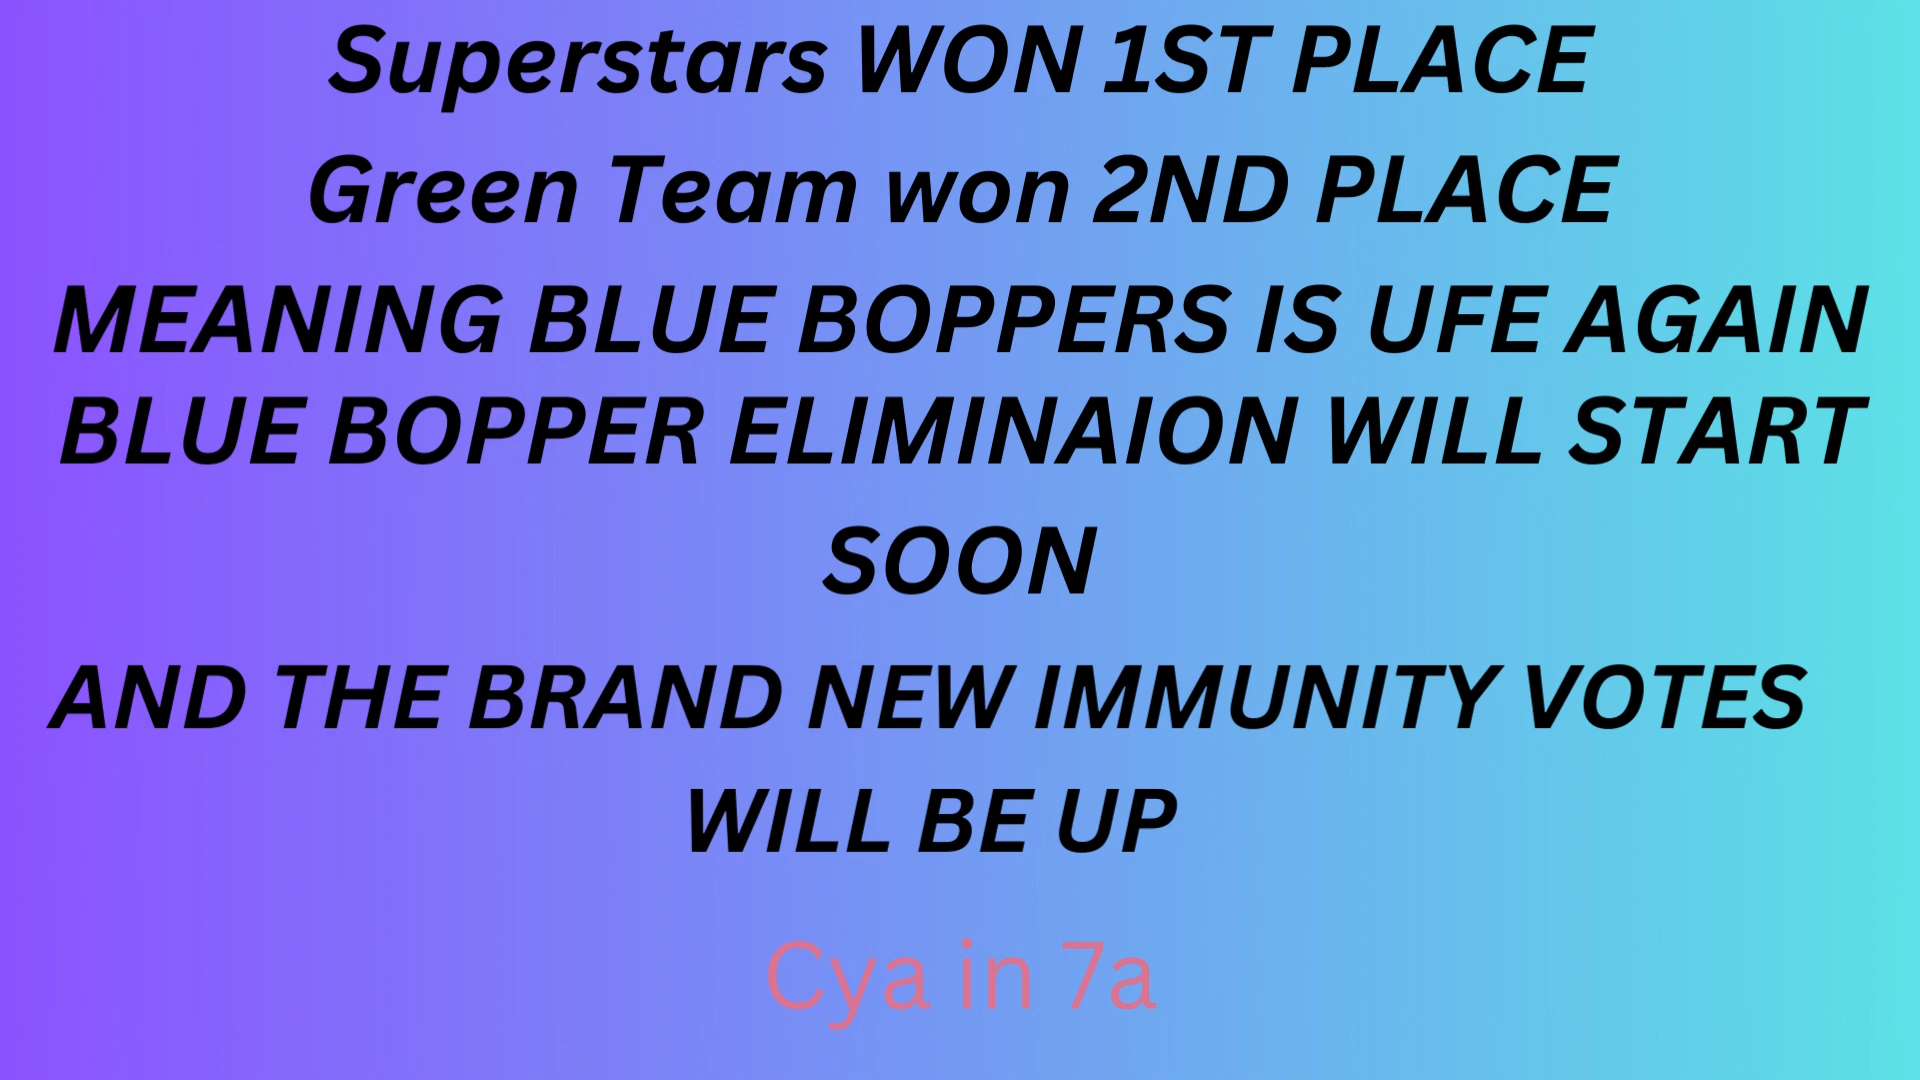 Superstars WON 1ST PLACE
Green Team won 2ND PLACE
MEANING BLUE BOPPERS IS UFE AGAIN
BLUE BOPPER ELIMINAION WILL START
SOON
AND THE BRAND NEW IMMUNITY VOTES
WILL BE UP
Cya in 7a